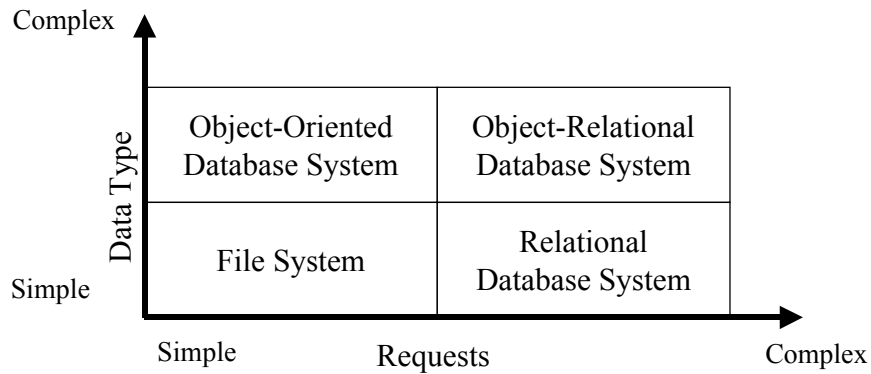 Complex
Object-Oriented
Database System
Object-Relational
Database System
Data Type
File System
Relational
Database System
Simple
Simple
Requests
Complex